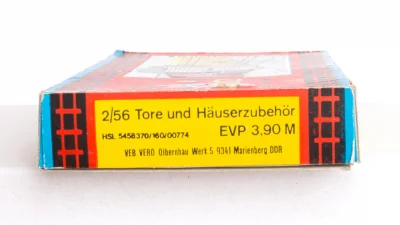 2/56 Tore und Häuserzubehör
HSL 5458370/160/00774 EVP 3,90 M
VEB VERO Olbernhau Werk 5 9341 Marienberg DDR